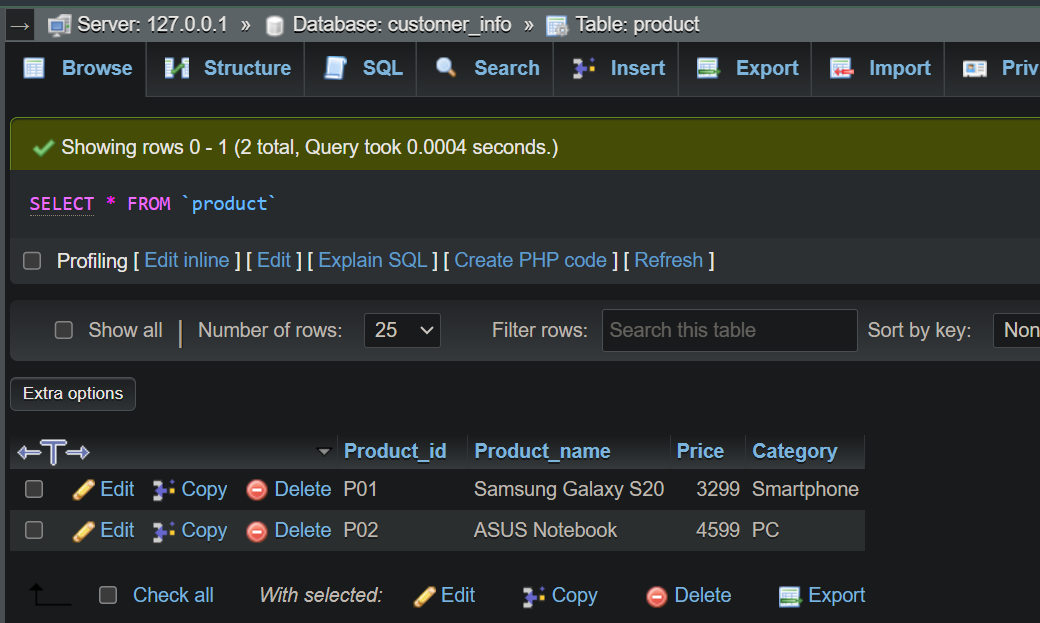 Server: 127.0.0.1 » Database: customer_info » Table: product
Browse Structure SQL Search Insert Export Import Priv
Showing rows 0 - 1 (2 total, Query took 0.0004 seconds.)
SELECT * FROM `product`
Profiling [ Edit inline ] [ Edit ] [ Explain SQL ] [ Create PHP code ] [ Refresh ]
Show all | Number of rows: 25 Filter rows: Search this table Sort by key: Non
Extra options
Product_id Product_name Price Category
Edit Copy Delete P01 Samsung Galaxy S20 3299 Smartphone
Edit Copy Delete P02 ASUS Notebook 4599 PC
Check all With selected: Edit Copy Delete Export